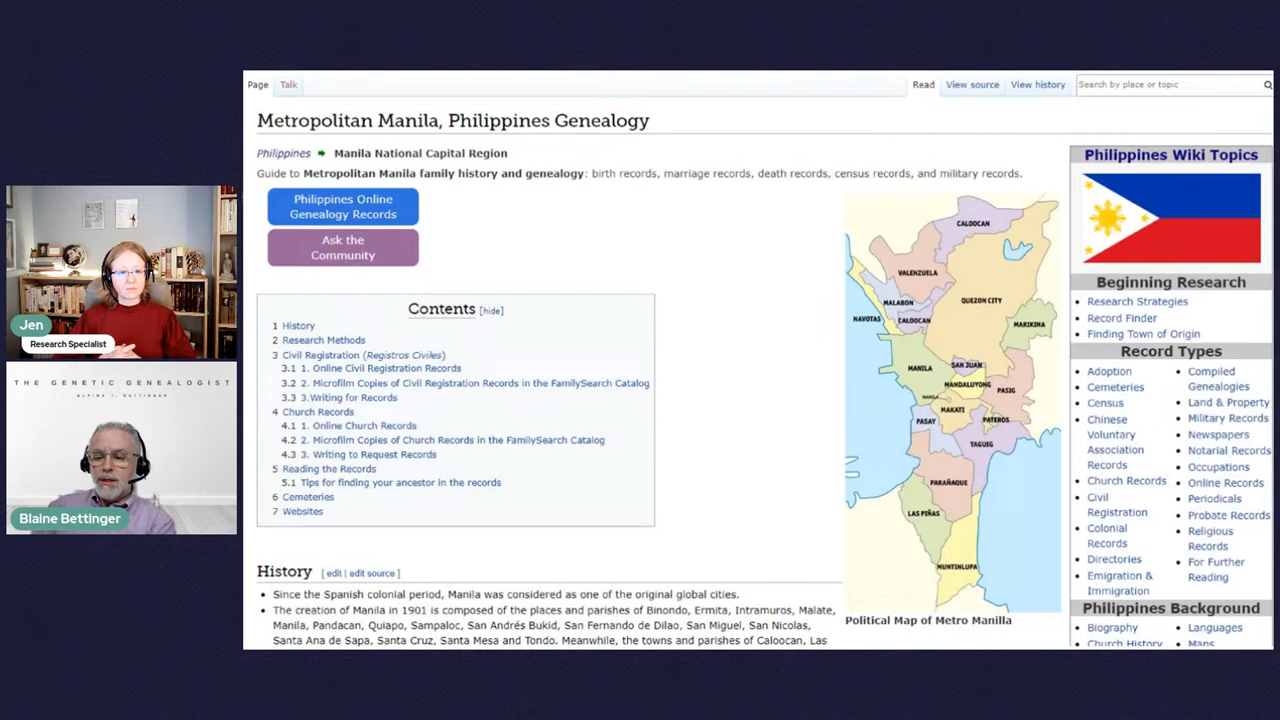 Page
Talk
Read
View source
View history
Search by place or topic
Metropolitan Manila, Philippines Genealogy
Philippines
Manila National Capital Region
Guide to Metropolitan Manila family history and genealogy: birth records, marriage records, death records, census records, and military records.
Philippines Online
Genealogy Records
Ask the
Community
Contents [hide]
1 History
2 Research Methods
3 Civil Registration (Registros Civiles)
3.1 1. Online Civil Registration Records
3.2 2. Microfilm Copies of Civil Registration Records in the FamilySearch Catalog
3.3 3.Writing for Records
4 Church Records
4.1 1. Online Church Records
4.2 2. Microfilm Copies of Church Records in the FamilySearch Catalog
4.3 3. Writing to Request Records
5 Reading the Records
5.1 Tips for finding your ancestor in the records
6 Cemeteries
7 Websites
History [ edit | edit source ]
• Since the Spanish colonial period, Manila was considered as one of the original global cities.
• The creation of Manila in 1901 is composed of the places and parishes of Binondo, Ermita, Intramuros, Malate,
Manila, Pandacan, Quiapo, Sampaloc, San Andrés Bukid, San Fernando de Dilao, San Miguel, San Nicolas,
Santa Ana de Sapa, Santa Cruz, Santa Mesa and Tondo. Meanwhile, the towns and parishes of Caloocan, Las
CALOOCAN
VALENZUELA
MALABON
QUEZON CITY
NAVOTAS
CALOOCAN
MARIKINA
MANILA
SAN JUAN
MANDALUYONG
PASIG
MANILA
MAKATI
PASAY
PATEROS
TAGUIG
PARAÑAQUE
LAS PIÑAS
MUNTINLUPA
Political Map of Metro Manilla
Philippines Wiki Topics
Beginning Research
• Research Strategies
• Record Finder
• Finding Town of Origin
Record Types
• Adoption
• Cemeteries
• Census
• Chinese
Voluntary
Association
Records
• Church Records
• Civil
Registration
• Colonial
Records
• Directories
• Emigration &
Immigration
• Compiled
Genealogies
• Land & Property
• Military Records
• Newspapers
• Notarial Records
• Occupations
• Online Records
• Periodicals
• Probate Records
• Religious
Records
• For Further
Reading
Philippines Background
• Biography
• Church History
• Languages
• Maps
Jen
Research Specialist
THE GENETIC GENEALOGIST
BLAINE T. BETTINGER
Blaine Bettinger